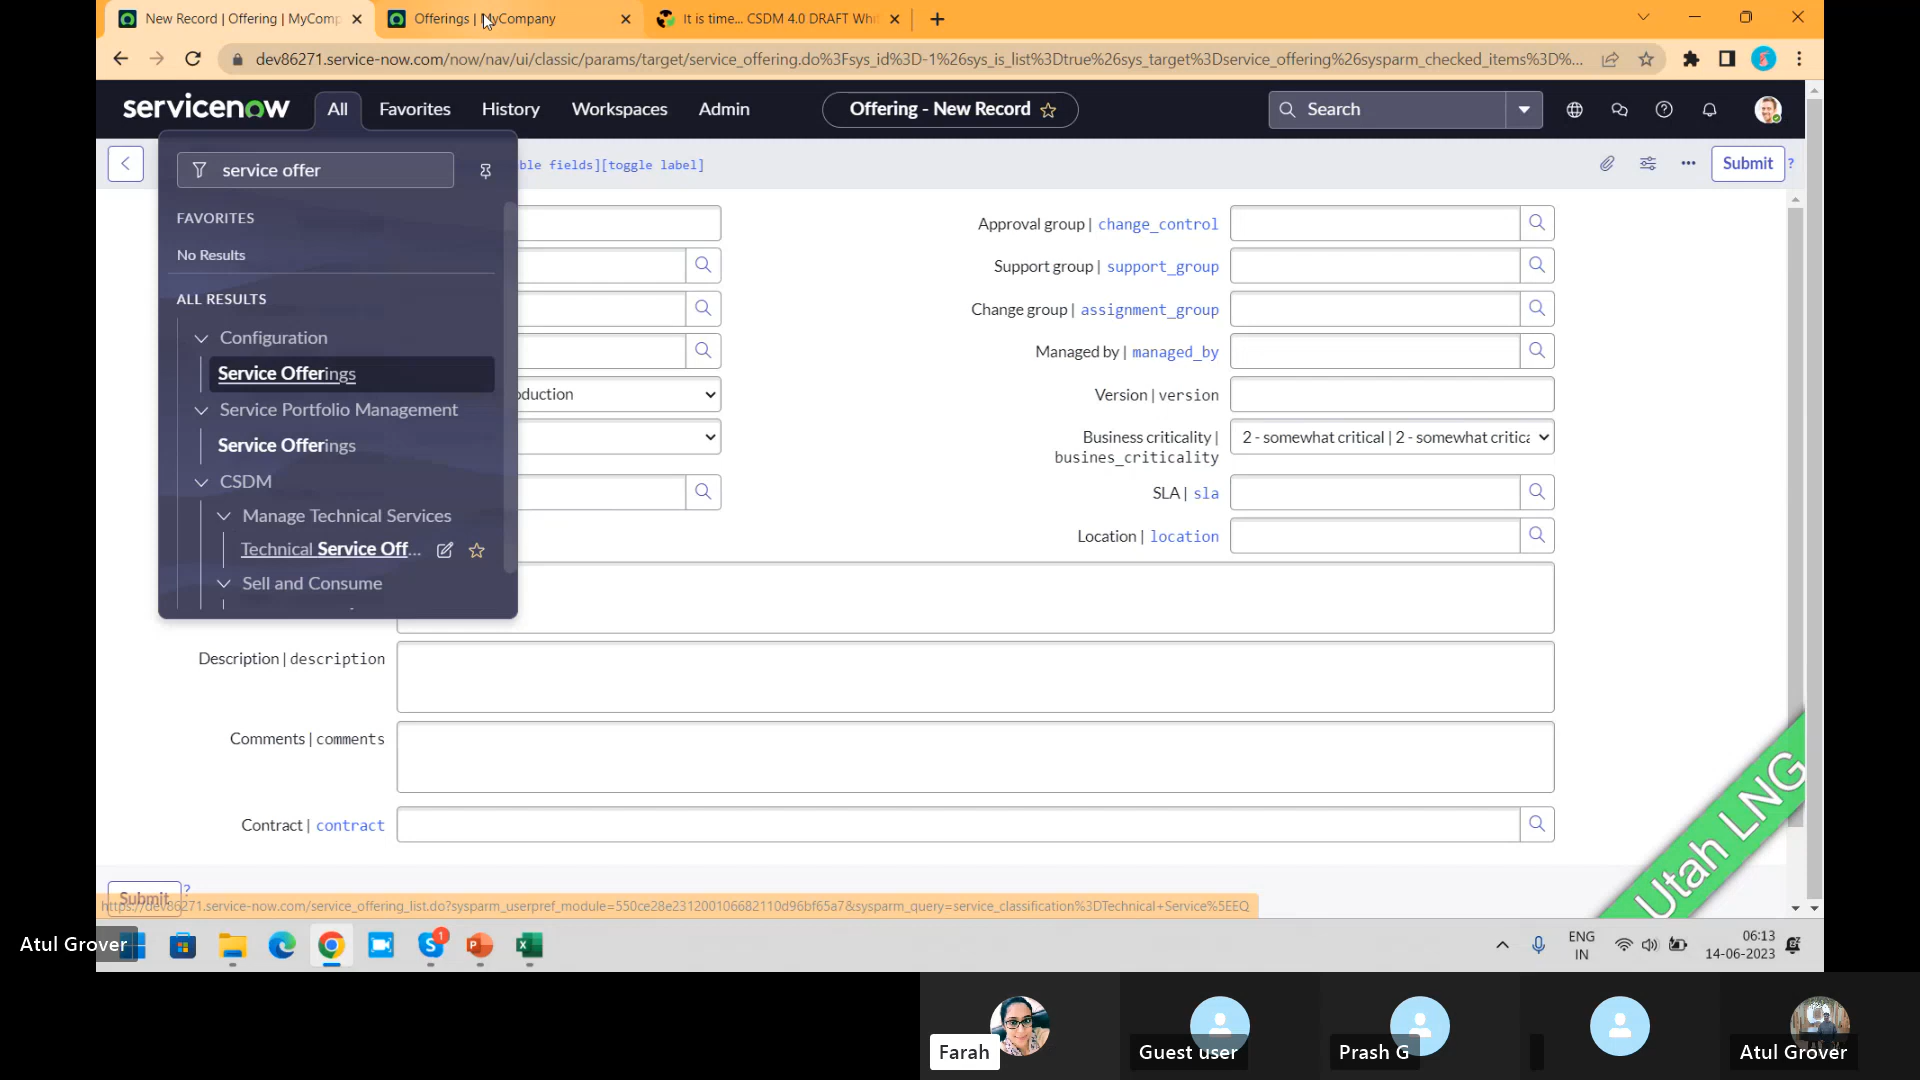 New Record | Offering | MyComp
Offerings | MyCompany
It is time... CSDM 4.0 DRAFT Whi
dev86271.service-now.com/now/nav/ui/classic/params/target/service_offering.do%3Fsys_id%3D-1%26sys_is_list%3Dtrue%26sys_target%3Dservice_offering%26sysparm_checked_items%3D%...
servicenow
All
Favorites
History
Workspaces
Admin
Offering - New Record
Search
service offer
ble fields][toggle label]
Submit
?
FAVORITES
No Results
ALL RESULTS
Configuration
Service Offerings
Service Portfolio Management
Service Offerings
CSDM
Manage Technical Services
Technical Service Off...
Sell and Consume
oduction
Approval group | change_control
Support group | support_group
Change group | assignment_group
Managed by | managed_by
Version | version
Business criticality |
busines_criticality
2 - somewhat critical | 2 - somewhat critica
SLA | sla
Location | location
Description | description
Comments | comments
Contract | contract
Submit
?
https://dev86271.service-now.com/service_offering_list.do?sysparm_userpref_module=550ce28e231200106682110d96bf65a7&sysparm_query=service_classification%3DTechnical+Service%5EEQ
Utah LNG
Atul Grover
1
ENG
IN
06:13
14-06-2023
Farah
Guest user
Prash G
Atul Grover